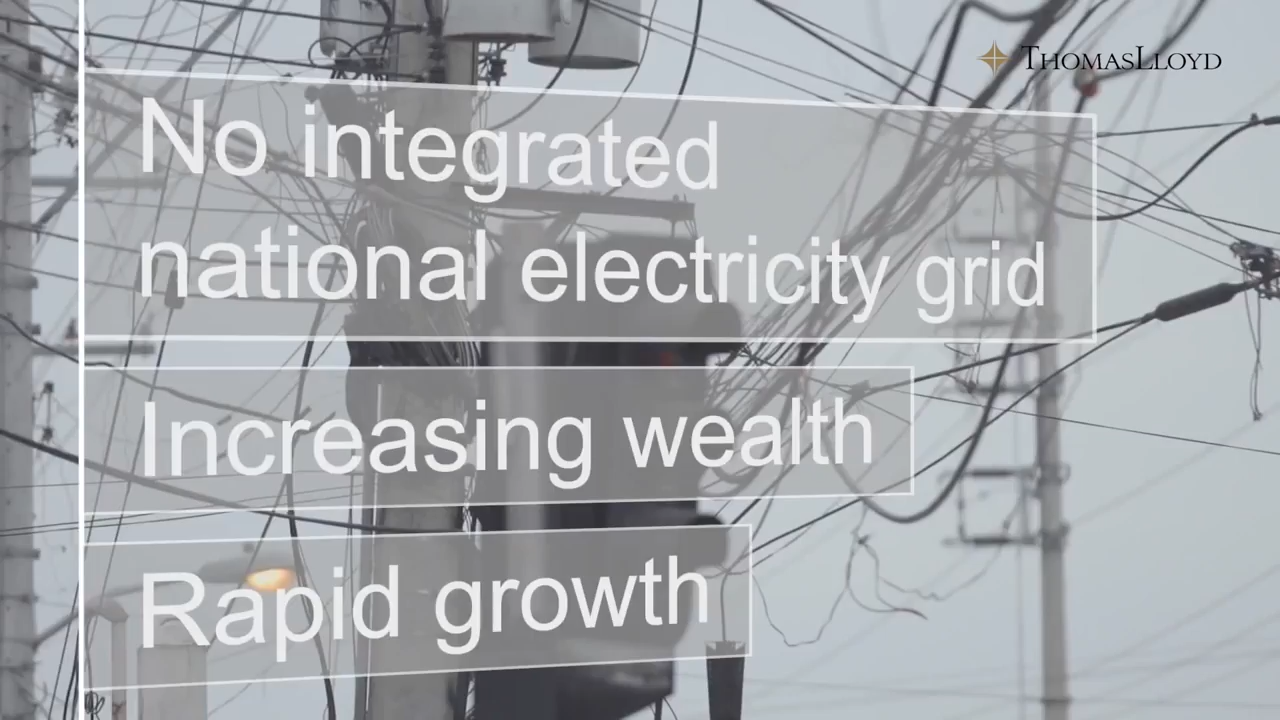 THOMASLLOYD
No integrated
national electricity grid
Increasing wealth
Rapid growth